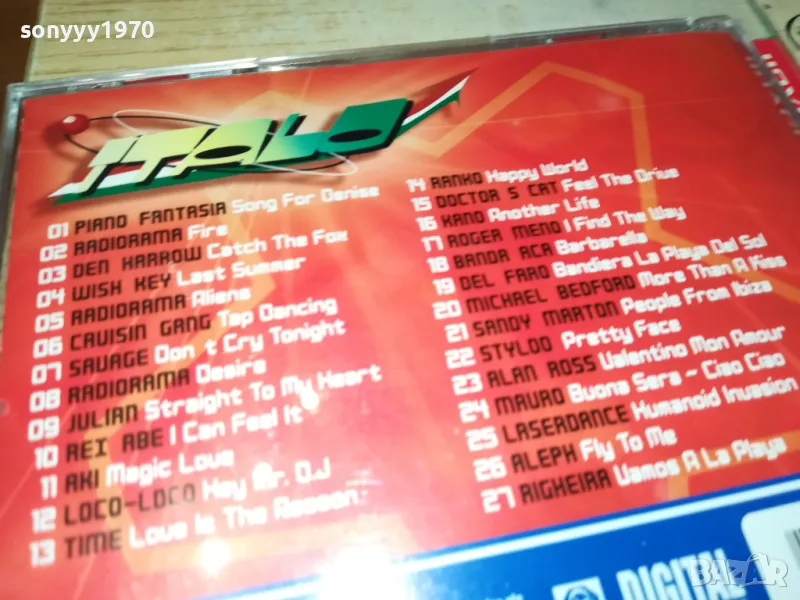 sonyyy1970
ITALO
01 PIANO FANTASIA Song For Denise
02 RADIORAMA Fire
03 DEN HARROW Catch The Fox
04 WISH KEY Last Summer
05 RADIORAMA Aliens
06 CRUISIN GANG Tap Dancing
07 SAVAGE Don't Cry Tonight
08 RADIORAMA Desire
09 JULIAN Straight To My Heart
10 REI ABE I Can Feel It
11 AKI Magic Love
12 LOCO-LOCO Hey Mr. DJ
13 TIME Love Is The Reason
14 RANKO Happy World
15 DOCTOR S CAT Feel The Drive
16 KANO Another Life
17 ROGER MENO I Find The Way
18 BANDA ACA Barbarella
19 DEL FARO Bandiera La Playa Del Sol
20 MICHAEL BEDFORD More Than A Kiss
21 SANDY MARTON People From Ibiza
22 STYLOO Pretty Face
23 ALAN ROSS Valentino Mon Amour
24 MAURO Buona Sera - Ciao Ciao
25 LASERDANCE Humanoid Invasion
26 ALEPH Fly To Me
27 RIGHEIRA Vamos A La Playa
DIGITAL
BAZAR